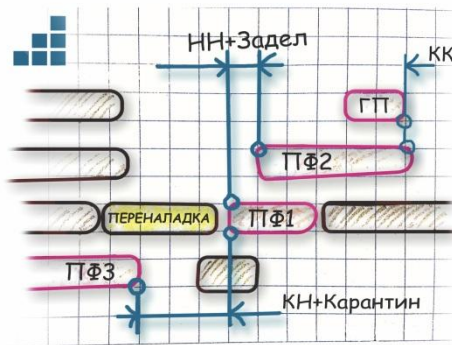 НН+Задел
КК
ГП
ПФ2
ПЕРЕНАЛАДКА
ПФ1
ПФ3
КН+Карантин